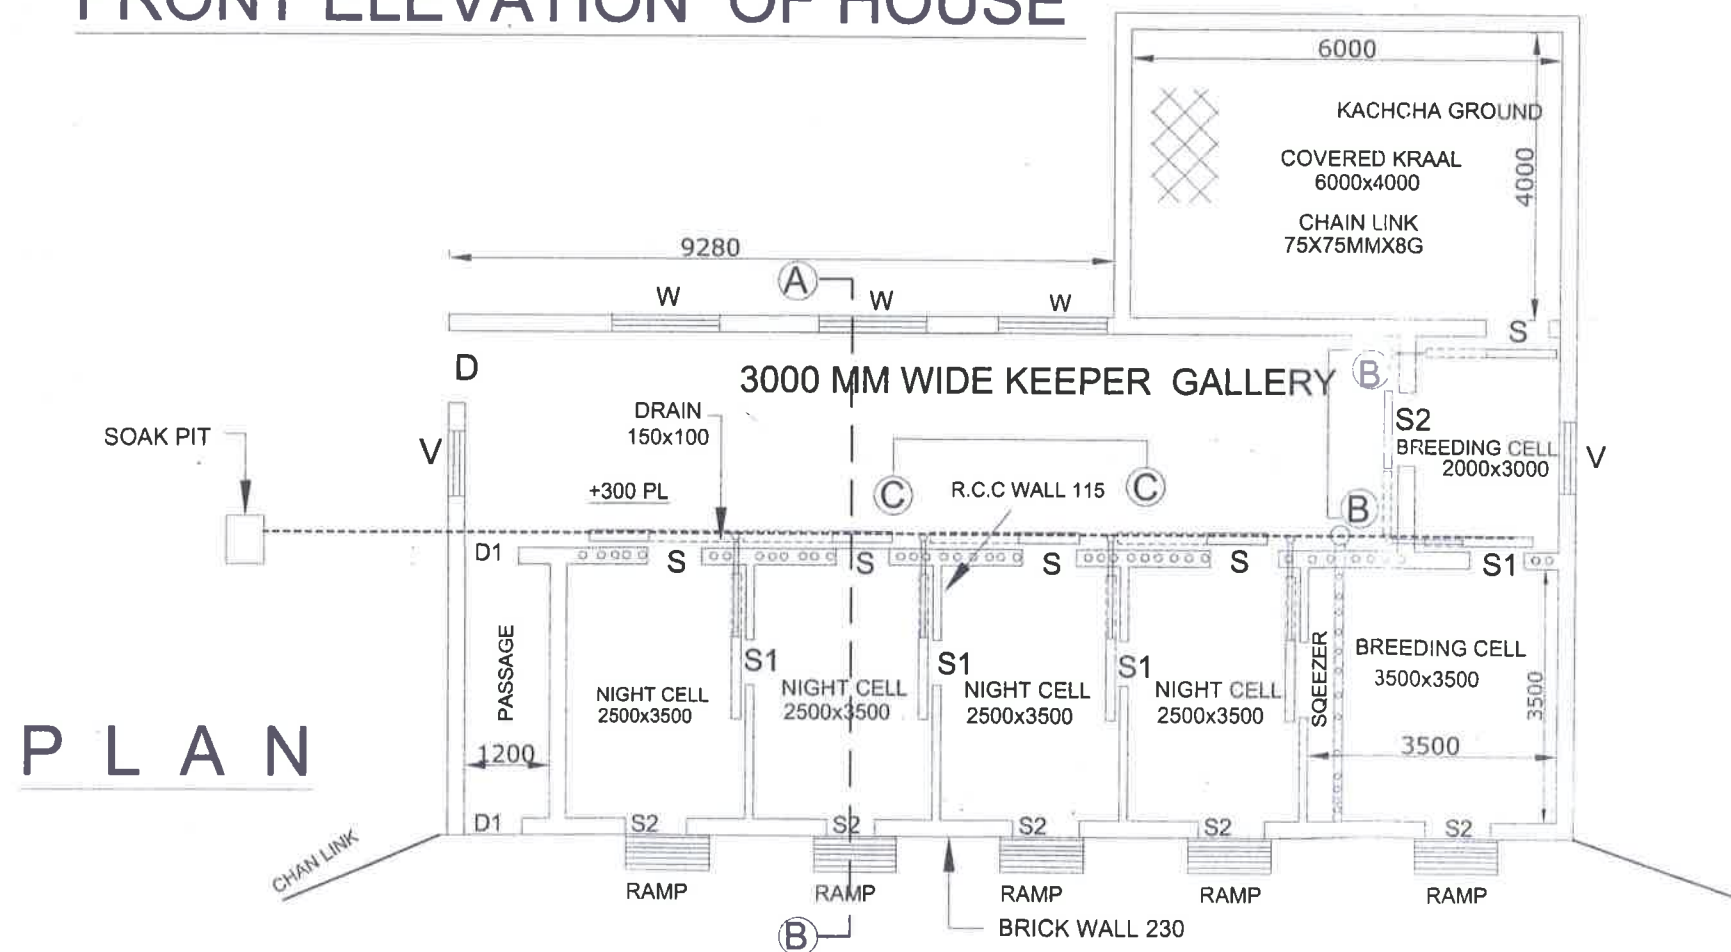 FRONT ELEVATION OF HOUSE
6000
KACHCHA GROUND
COVERED KRAAL
6000x4000
4000
CHAIN LINK
75X75MMX8G
9280
A
W
W
W
S
D
3000 MM WIDE KEEPER GALLERY
B
DRAIN
150x100
S2
SOAK PIT
V
BREEDING CELL
2000x3000
V
+300 PL
C
R.C.C WALL 115
C
B
D1
S
S
S
S
S1
PASSAGE
SQEEZER
BREEDING CELL
3500x3500
S1
S1
S1
NIGHT CELL
2500x3500
NIGHT CELL
2500x3500
NIGHT CELL
2500x3500
NIGHT CELL
2500x3500
3500
PLAN
1200
3500
D1
S2
S2
S2
S2
S2
CHAN LINK
RAMP
RAMP
RAMP
RAMP
RAMP
B
BRICK WALL 230